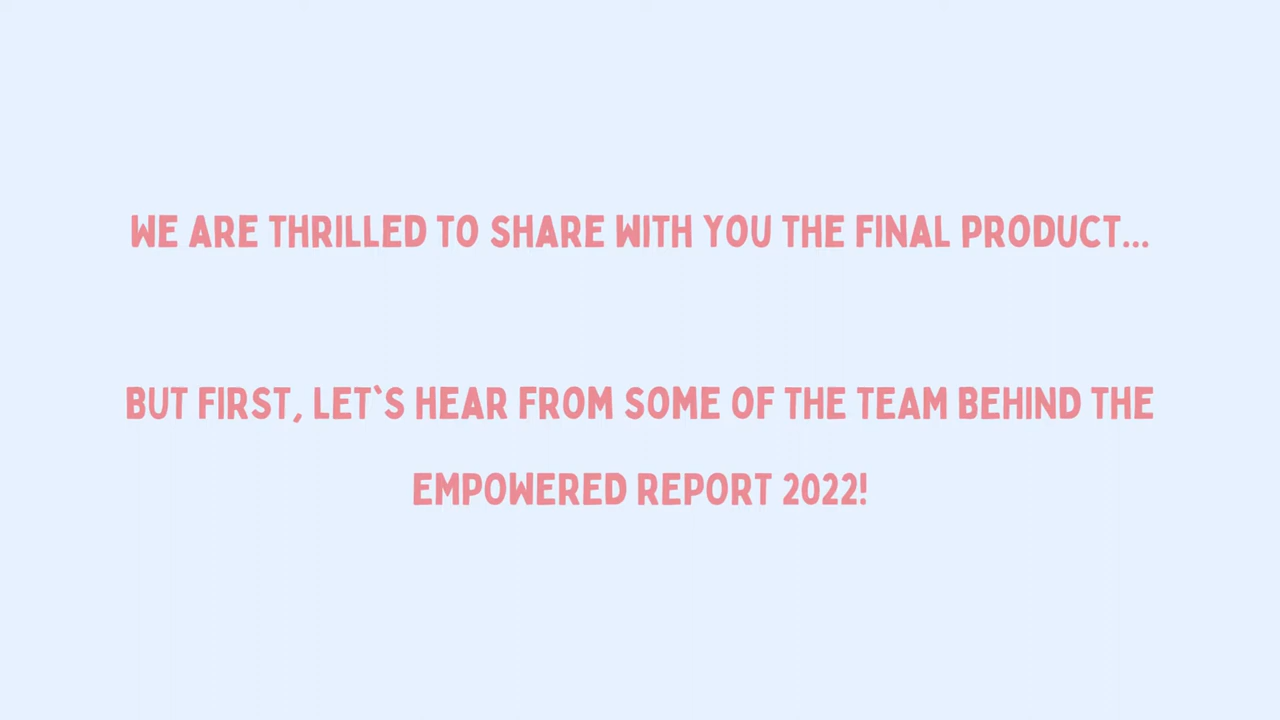 WE ARE THRILLED TO SHARE WITH YOU THE FINAL PRODUCT...
BUT FIRST, LET`S HEAR FROM SOME OF THE TEAM BEHIND THE
EMPOWERED REPORT 2022!